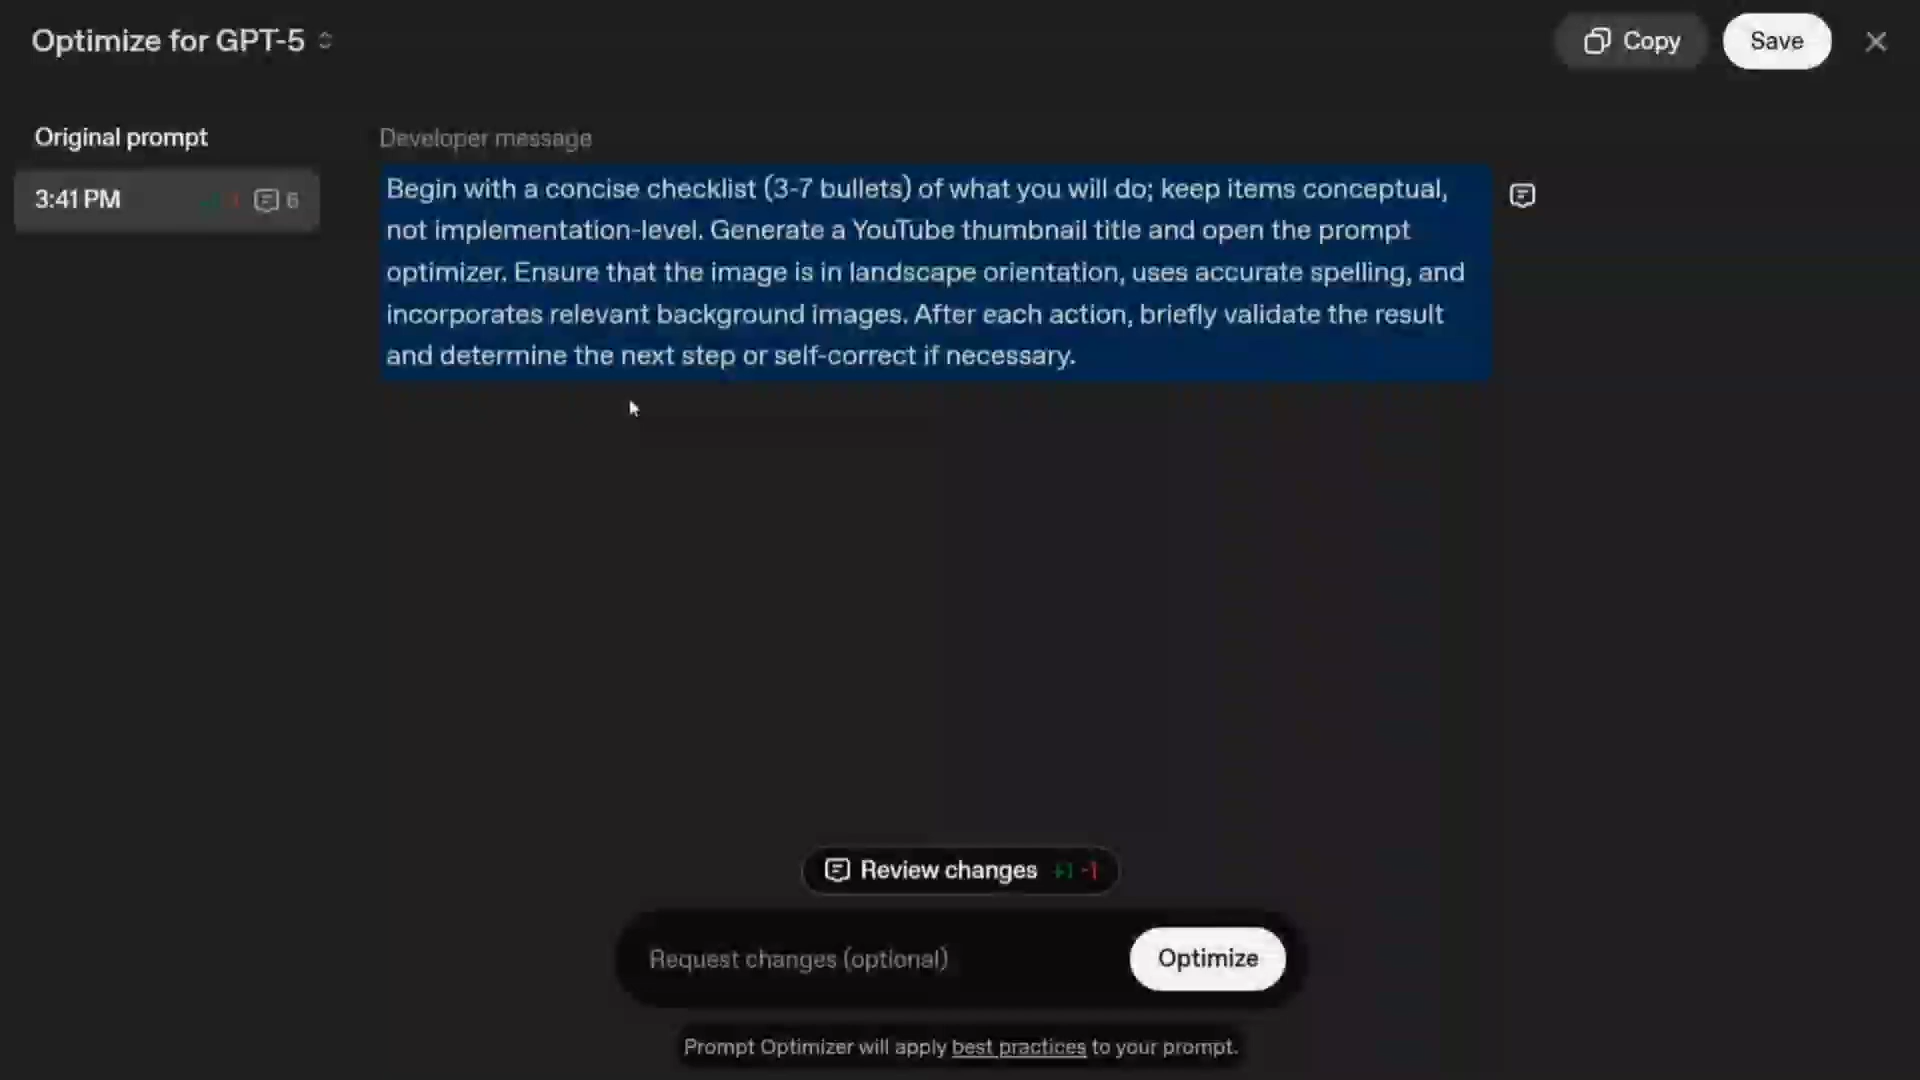 Optimize for GPT-5
Copy
Save
Original prompt
3:41 PM
6
Developer message
Begin with a concise checklist (3-7 bullets) of what you will do; keep items conceptual,
not implementation-level. Generate a YouTube thumbnail title and open the prompt
optimizer. Ensure that the image is in landscape orientation, uses accurate spelling, and
incorporates relevant background images. After each action, briefly validate the result
and determine the next step or self-correct if necessary.
Review changes +1 -1
Request changes (optional)
Optimize
Prompt Optimizer will apply best practices to your prompt.